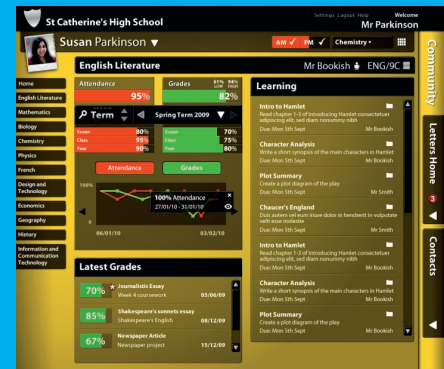 Settings Logout Help
Welcome
Mr Parkinson
St Catherine's High School
Susan Parkinson ▼
AM ✓ PM ✓ Chemistry
English Literature
Mr Bookish
ENG/9C
Home
English Literature
Mathematics
Biology
Chemistry
Physics
French
Design and
Technology
Economics
Geography
History
Information and
Communication
Technology
Attendance
95%
Grades
61% LOW
94% HIGH
82%
Term
Spring Term 2009
Susan 80%
Class 95%
Year 90%
Susan 70%
Class 75%
Year 80%
Attendance
Grades
100%
0
100% Attendance
27/01/10 - 31/01/10
06/01/10
03/02/10
Latest Grades
70%
Journalistic Essay
Week 4 coursework
05/06/09
85%
Shakespeare's sonnets essay
Shakespeare's English
08/12/09
67%
Newspaper Article
Newspaper project
15/12/09
Learning
Intro to Hamlet
Read chapter 1-3 of Introducing Hamlet consectetuer
adipiscing elit, sed diam nonummy nibh
Due: Mon 5th Sept
Mr Bookish
Character Analysis
Write a short synopsis of the main characters in Hamlet
Due: Mon 5th Sept
Mr Bookish
Plot Summary
Create a plot diagram of the play
Due: Mon 5th Sept
Mr Smith
Chaucer's England
Duis autem vel eum iriure dolor in hendrerit in vulputate
velit esse molestie
Due: Mon 5th Sept
Mr Smith
Intro to Hamlet
Read chapter 1-3 of Introducing Hamlet consectetuer
adipiscing elit, sed diam nonummy nibh
Due: Mon 5th Sept
Mr Bookish
Character Analysis
Write a short synopsis of the main characters in Hamlet
Due: Mon 5th Sept
Mr Bookish
Plot Summary
Create a plot diagram of the play
Due: Mon 5th Sept
Mr Bookish
Community
Letters Home
3
Contacts